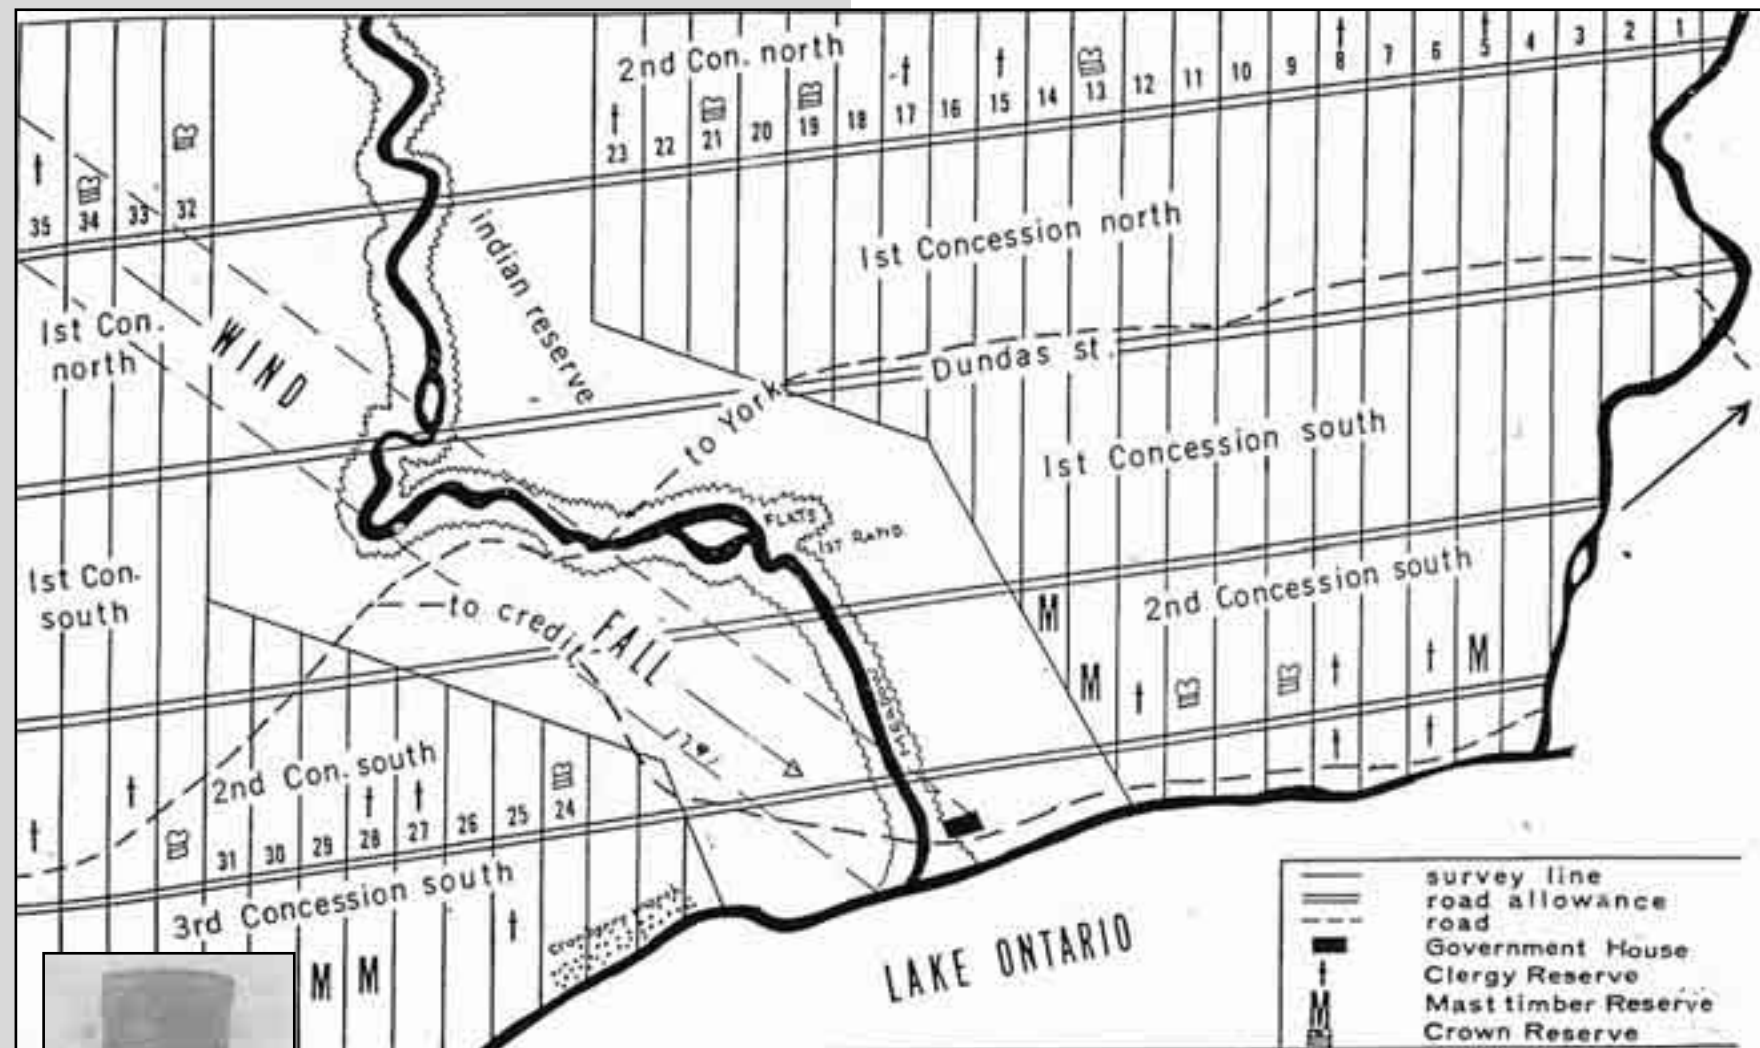 2nd Con. north
23 22 21 20 19 18 17 16 15 14 13 12 11 10 9 8 7 6 5 4 3 2 1
35 34 33 32
indian reserve
1st Concession north
1st Con.
north
WIND
Dundas st.
to York
1st Concession south
FLATS
1st RAPID
1st Con.
south
to credit
FALL
2nd Concession south
M
M
M
MARSH
2nd Con. south
31 30 29 28 27 26 25 24
3rd Concession south
M M
LAKE ONTARIO
survey line
road allowance
road
Government House
Clergy Reserve
M Mast timber Reserve
Crown Reserve